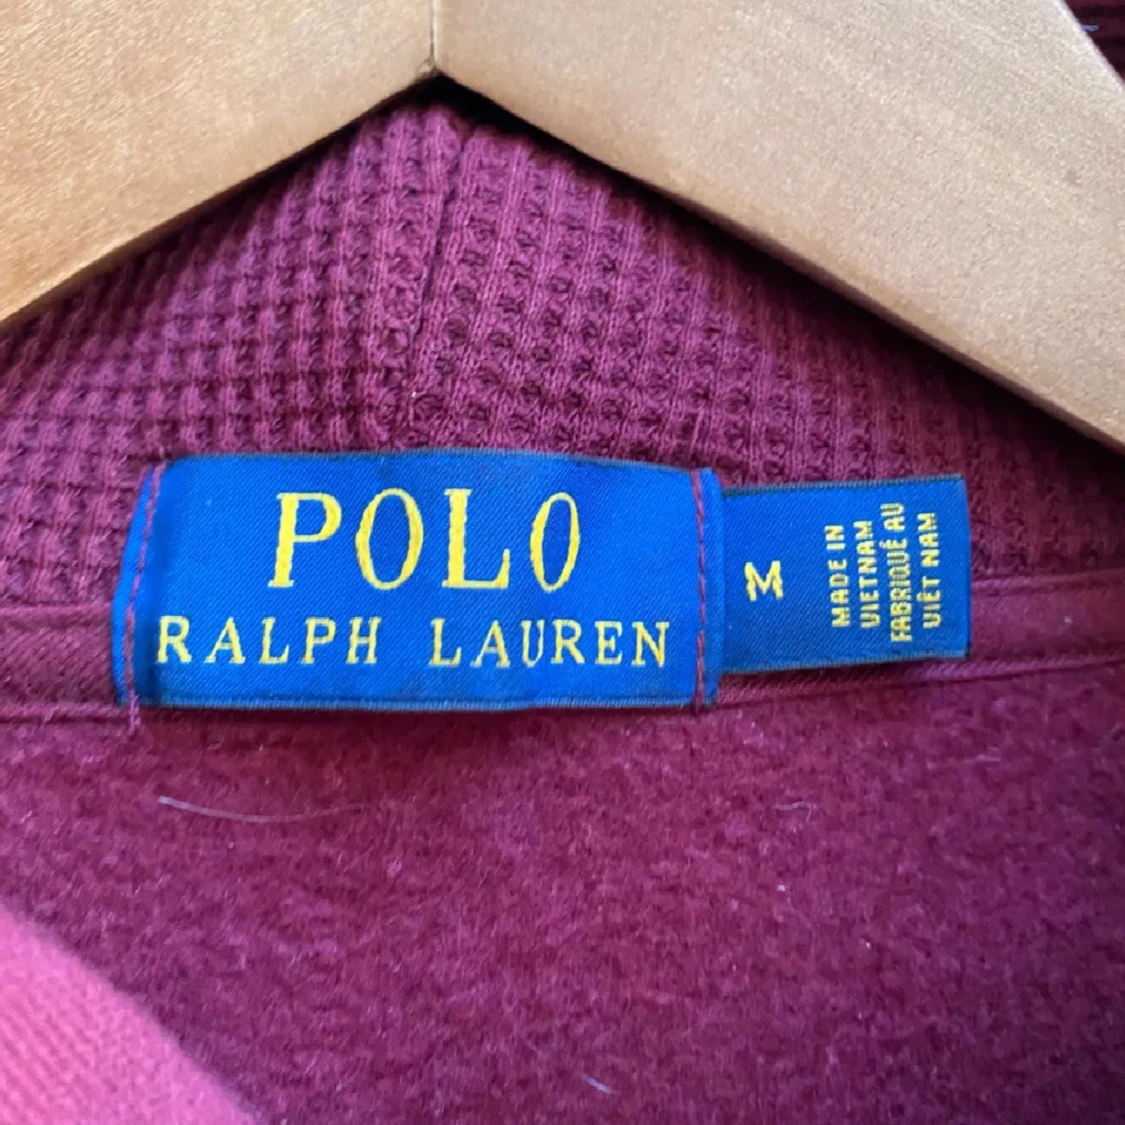 POLO
RALPH LAUREN
M
MADE IN
VIETNAM
FABRIQUÉ AU
VIÊT NAM